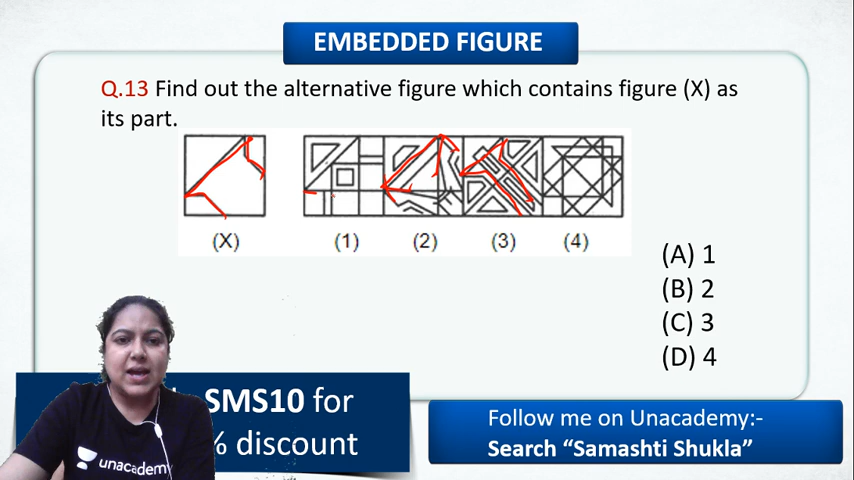 EMBEDDED FIGURE
Q.13 Find out the alternative figure which contains figure (X) as
its part.
(X) (1) (2) (3) (4)
(A) 1
(B) 2
(C) 3
(D) 4
SMS10 for
% discount
unacademy
Follow me on Unacademy:-
Search “Samashti Shukla”